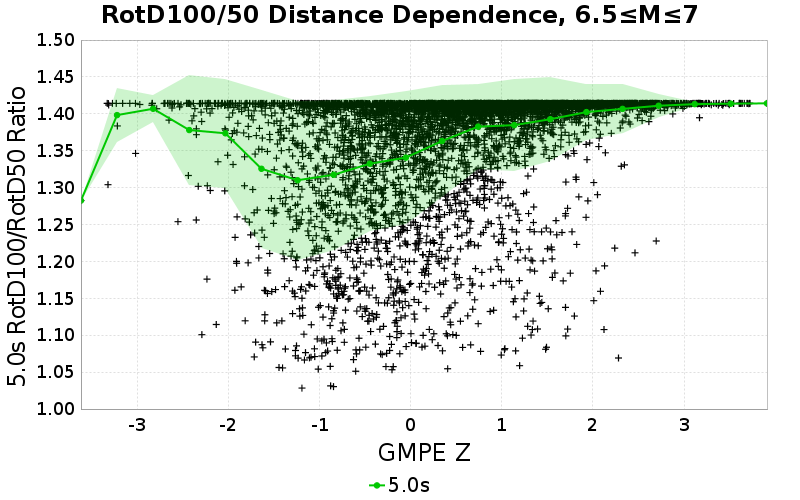 RotD100/50 Distance Dependence, 6.5≤M≤7
5.0s RotD100/RotD50 Ratio
1.50
1.45
1.40
1.35
1.30
1.25
1.20
1.15
1.10
1.05
1.00
-3 -2 -1 0 1 2 3
GMPE Z
5.0s